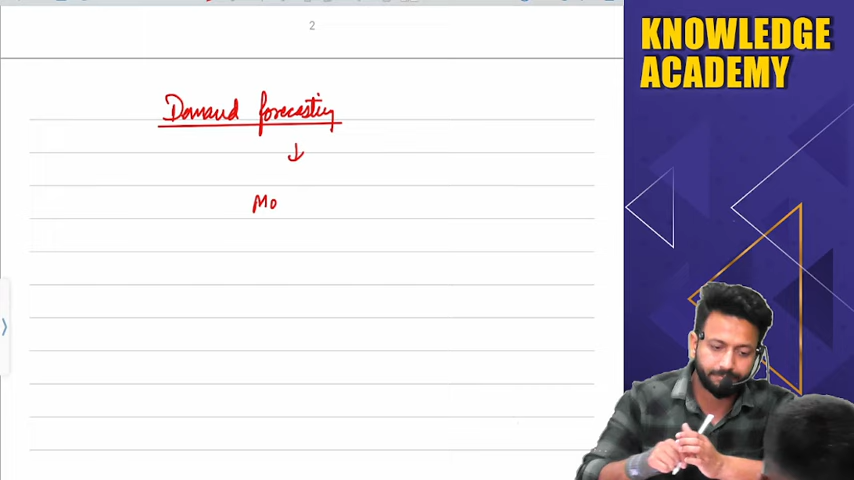 2
KNOWLEDGE
ACADEMY
Demand forecasting
↓
Mo